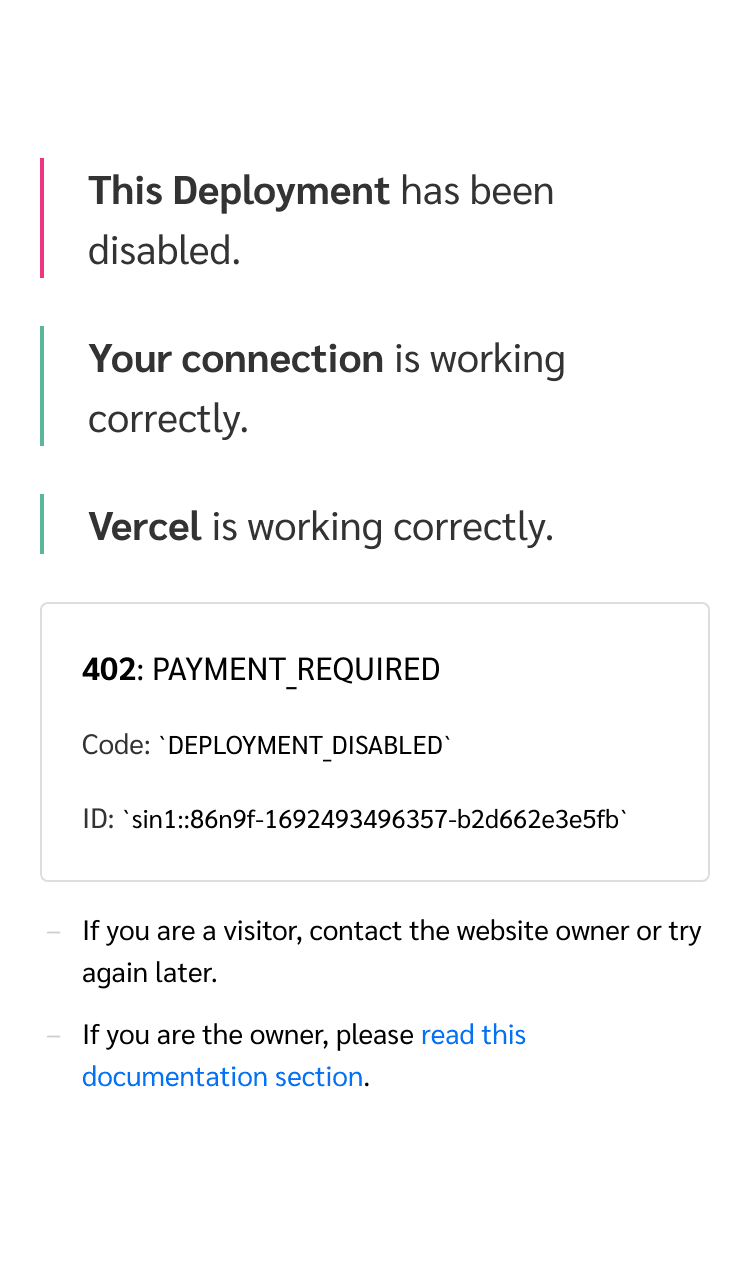 This Deployment has been
disabled.
Your connection is working
correctly.
Vercel is working correctly.
402: PAYMENT_REQUIRED
Code: `DEPLOYMENT_DISABLED`
ID: `sin1::86n9f-1692493496357-b2d662e3e5fb`
– If you are a visitor, contact the website owner or try
again later.
– If you are the owner, please read this
documentation section.